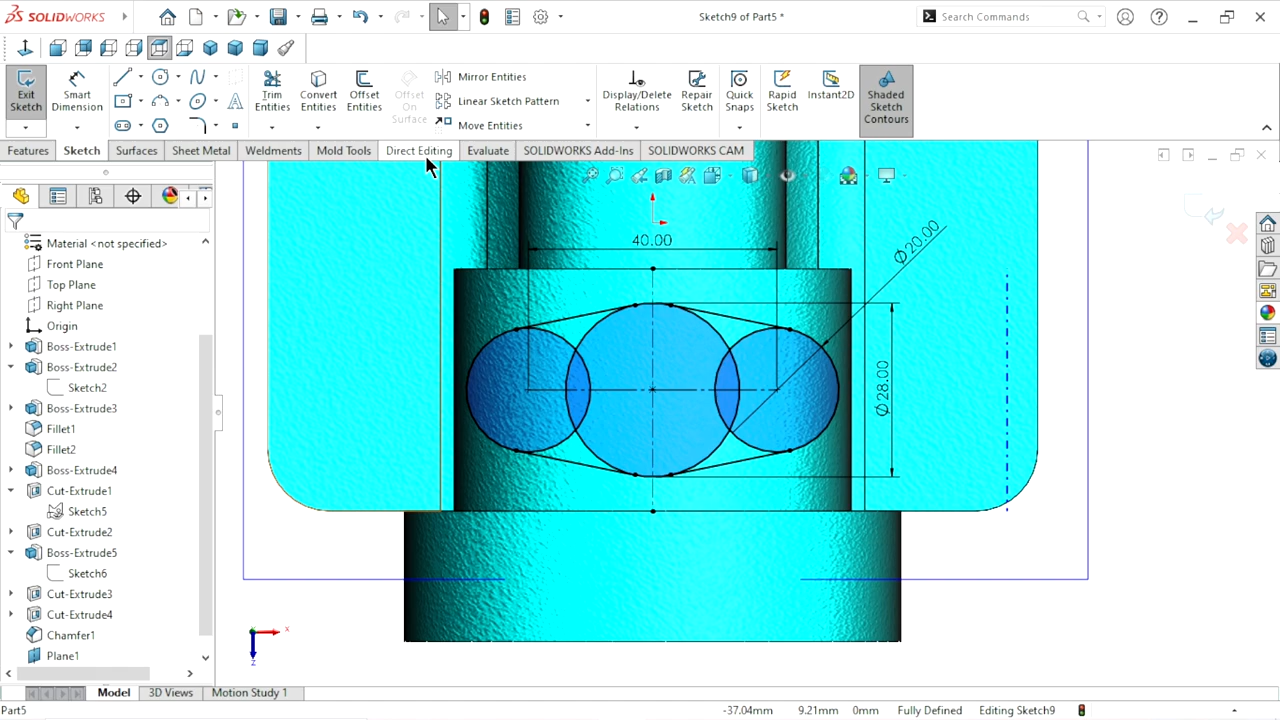 SOLIDWORKS
Sketch9 of Part5 *
Search Commands
Exit Sketch
Smart Dimension
Trim Entities
Convert Entities
Offset Entities
Offset On Surface
Mirror Entities
Linear Sketch Pattern
Move Entities
Display/Delete Relations
Repair Sketch
Quick Snaps
Rapid Sketch
Instant2D
Shaded Sketch Contours
Features
Sketch
Surfaces
Sheet Metal
Weldments
Mold Tools
Direct Editing
Evaluate
SOLIDWORKS Add-Ins
SOLIDWORKS CAM
Material <not specified>
Front Plane
Top Plane
Right Plane
Origin
Boss-Extrude1
Boss-Extrude2
Sketch2
Boss-Extrude3
Fillet1
Fillet2
Boss-Extrude4
Cut-Extrude1
Sketch5
Cut-Extrude2
Boss-Extrude5
Sketch6
Cut-Extrude3
Cut-Extrude4
Chamfer1
Plane1
40.00
Ø20.00
Ø28.00
X
Z
Model
3D Views
Motion Study 1
Part5
-37.04mm
9.21mm
0mm
Fully Defined
Editing Sketch9